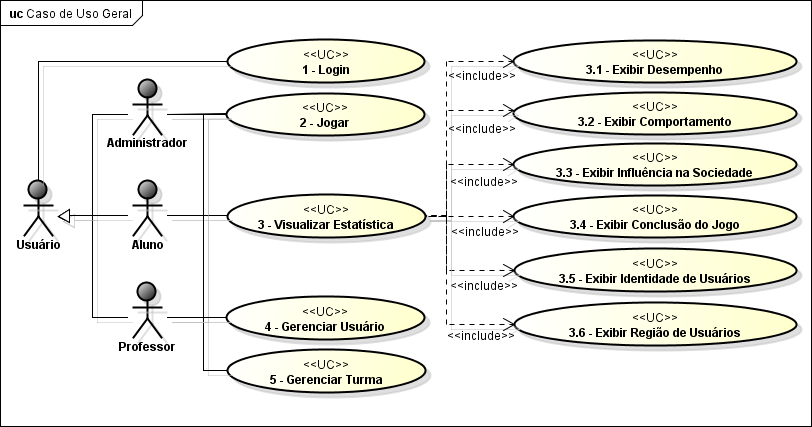 uc Caso de Uso Geral
<<UC>>
1 - Login
<<UC>>
3.1 - Exibir Desempenho
<<include>>
Administrador
<<UC>>
2 - Jogar
<<UC>>
3.2 - Exibir Comportamento
<<include>>
<<UC>>
3.3 - Exibir Influência na Sociedade
<<include>>
Usuário
Aluno
<<UC>>
3 - Visualizar Estatística
<<UC>>
3.4 - Exibir Conclusão do Jogo
<<include>>
<<UC>>
3.5 - Exibir Identidade de Usuários
<<include>>
Professor
<<UC>>
4 - Gerenciar Usuário
<<UC>>
3.6 - Exibir Região de Usuários
<<include>>
<<UC>>
5 - Gerenciar Turma